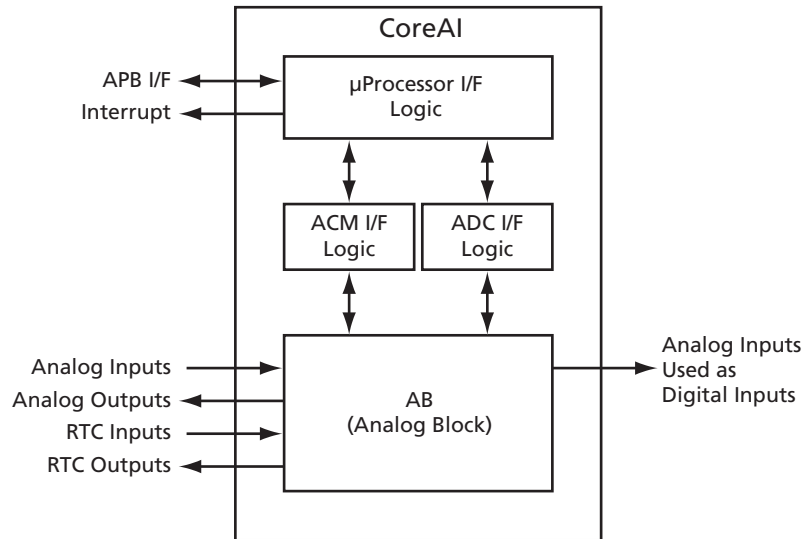 CoreAI
APB I/F
Interrupt
µProcessor I/F
Logic
ACM I/F
Logic
ADC I/F
Logic
Analog Inputs
Analog Outputs
RTC Inputs
RTC Outputs
AB
(Analog Block)
Analog Inputs
Used as
Digital Inputs